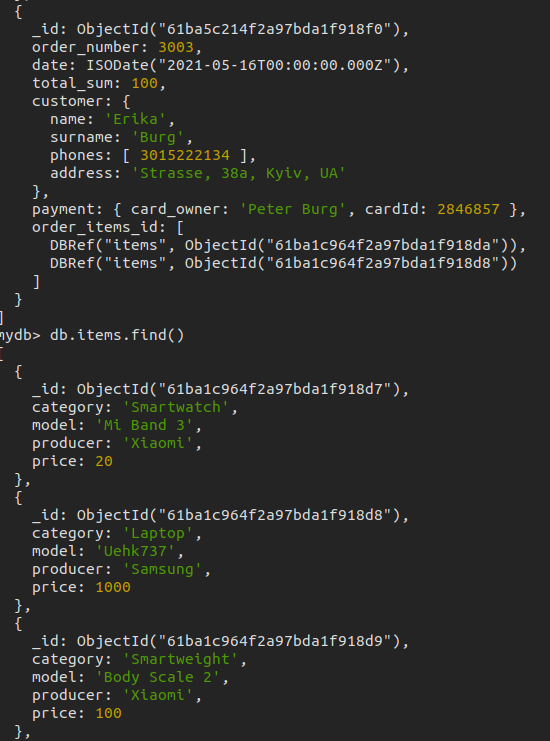 },
{
_id: ObjectId("61ba5c214f2a97bda1f918f0"),
order_number: 3003,
date: ISODate("2021-05-16T00:00:00.000Z"),
total_sum: 100,
customer: {
name: 'Erika',
surname: 'Burg',
phones: [ 3015222134 ],
address: 'Strasse, 38a, Kyiv, UA'
},
payment: { card_owner: 'Peter Burg', cardId: 2846857 },
order_items_id: [
DBRef("items", ObjectId("61ba1c964f2a97bda1f918da")),
DBRef("items", ObjectId("61ba1c964f2a97bda1f918d8"))
]
}
]
mydb> db.items.find()
[
{
_id: ObjectId("61ba1c964f2a97bda1f918d7"),
category: 'Smartwatch',
model: 'Mi Band 3',
producer: 'Xiaomi',
price: 20
},
{
_id: ObjectId("61ba1c964f2a97bda1f918d8"),
category: 'Laptop',
model: 'Uehk737',
producer: 'Samsung',
price: 1000
},
{
_id: ObjectId("61ba1c964f2a97bda1f918d9"),
category: 'Smartweight',
model: 'Body Scale 2',
producer: 'Xiaomi',
price: 100
},